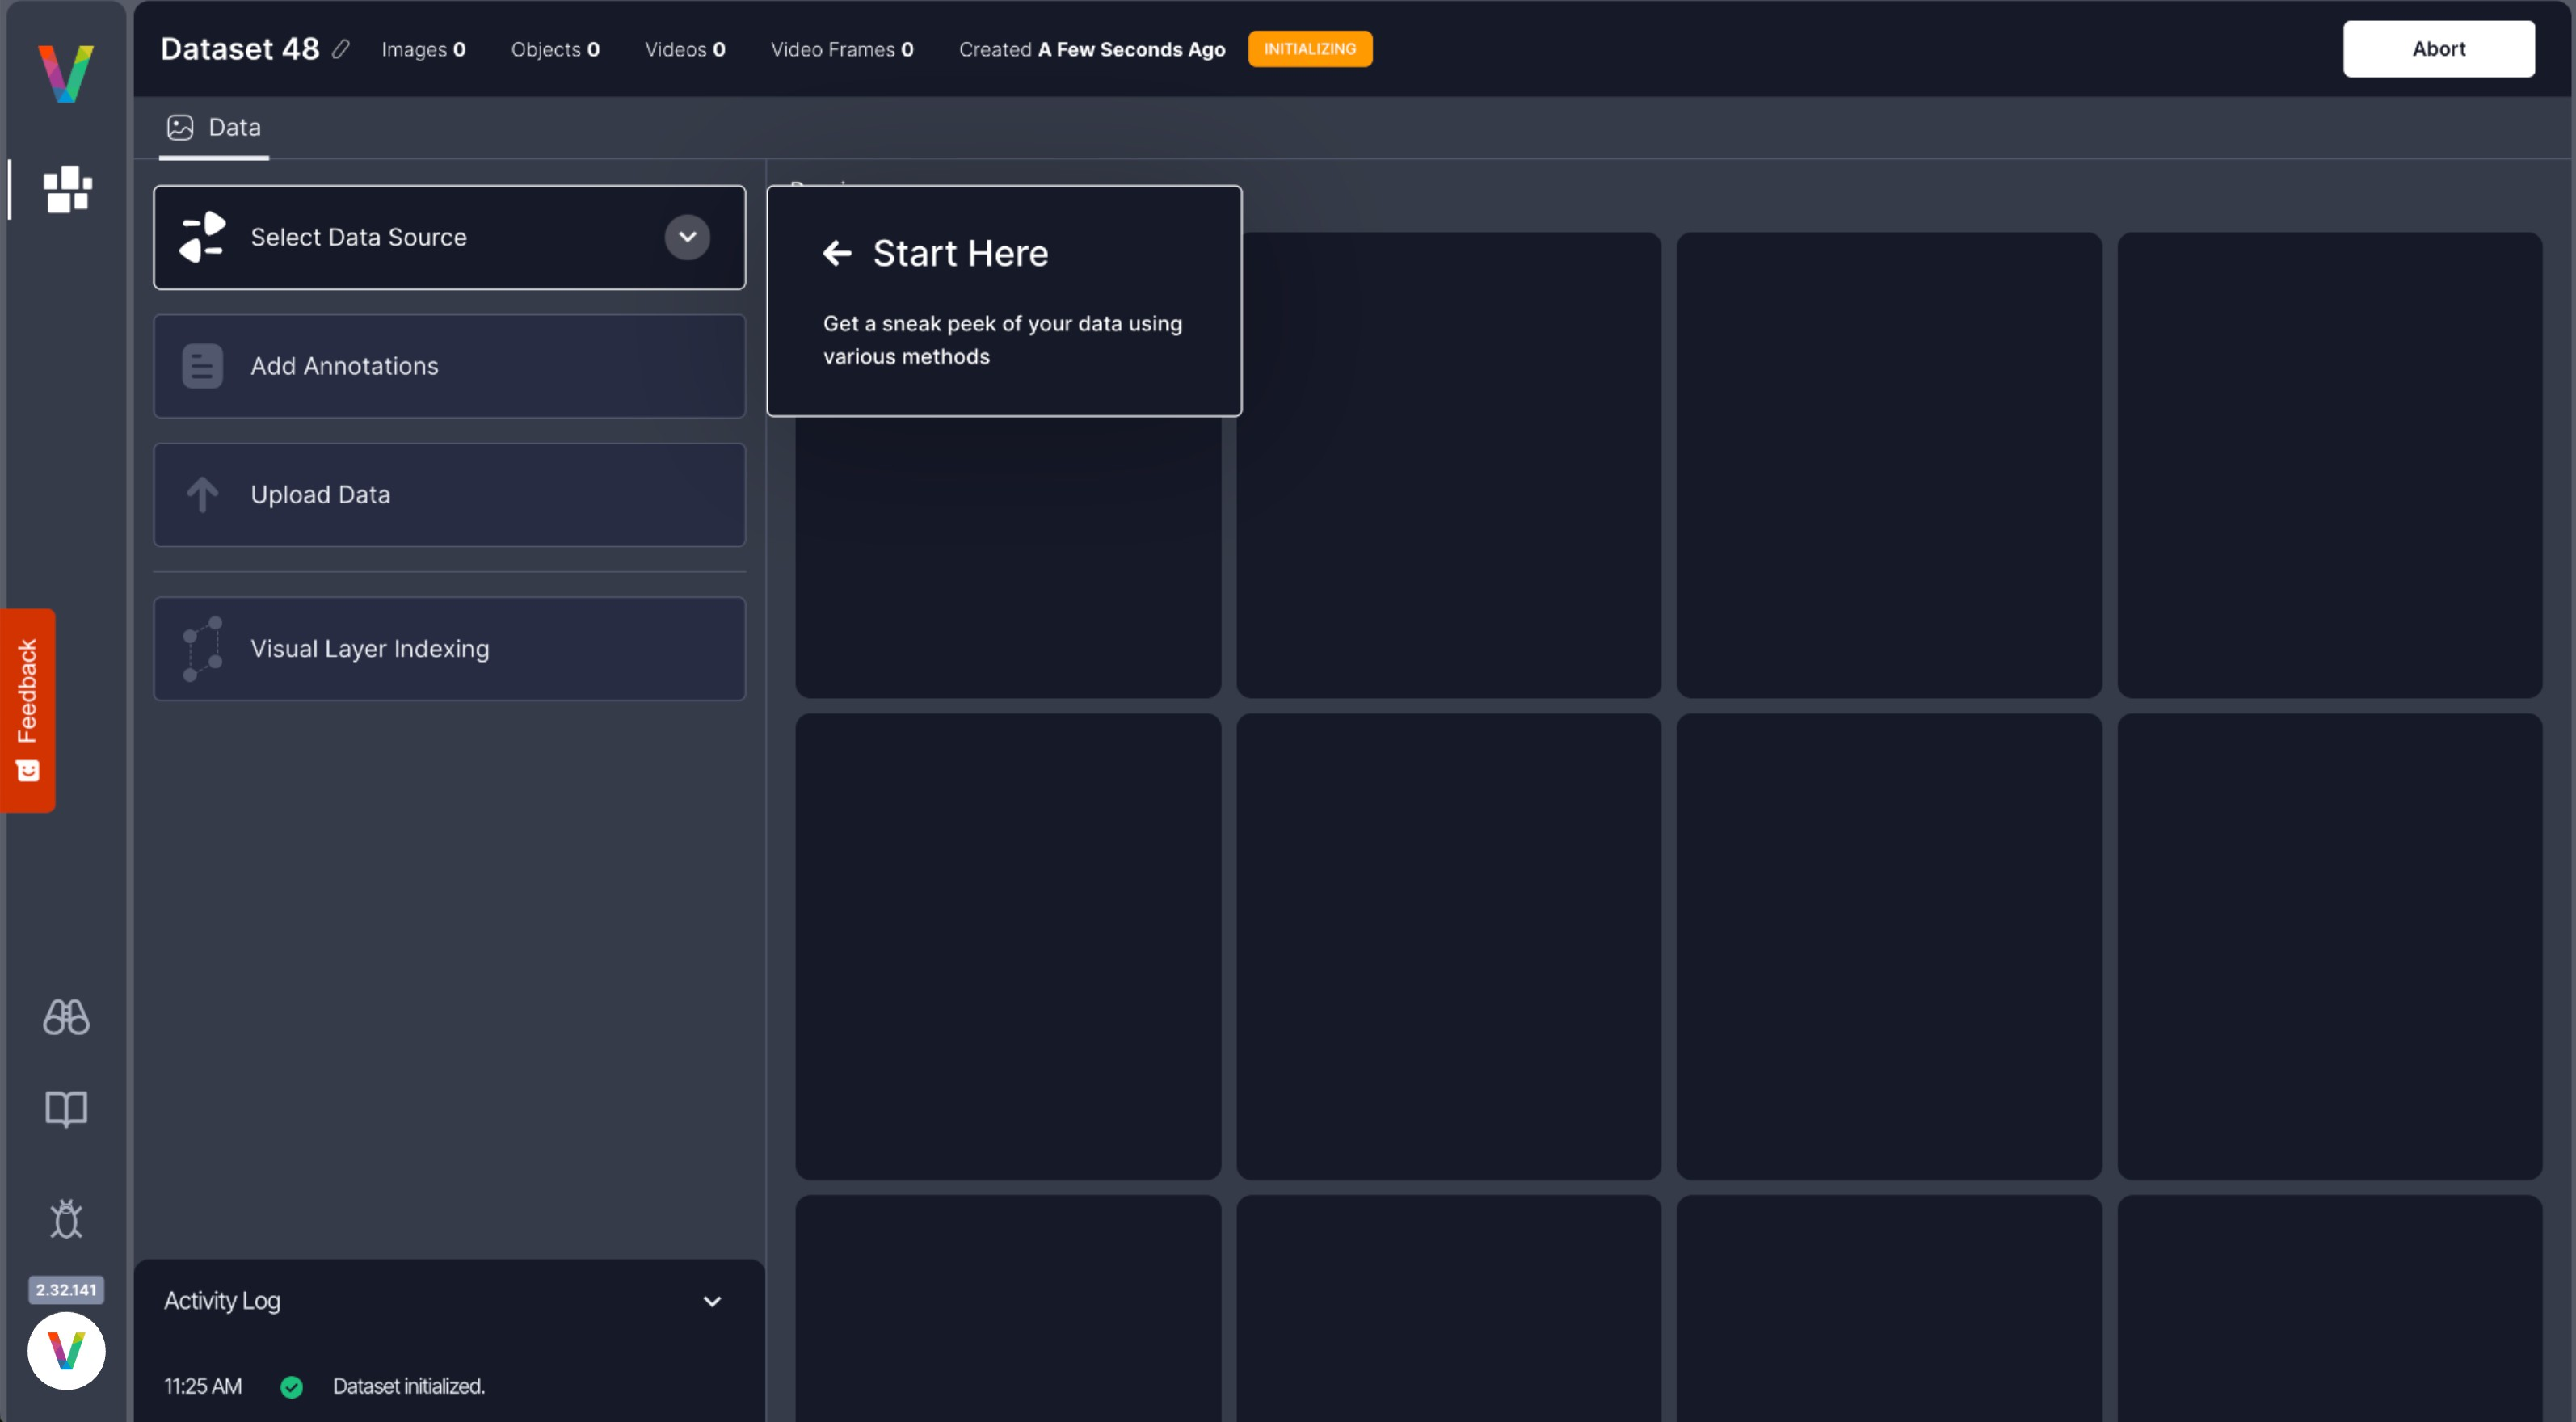 Dataset 48 Images 0 Objects 0 Videos 0 Video Frames 0 Created A Few Seconds Ago INITIALIZING Abort
Data
Select Data Source
Start Here
Get a sneak peek of your data using
various methods
Add Annotations
Upload Data
Visual Layer Indexing
Feedback
2.32.141
Activity Log
11:25 AM Dataset initialized.